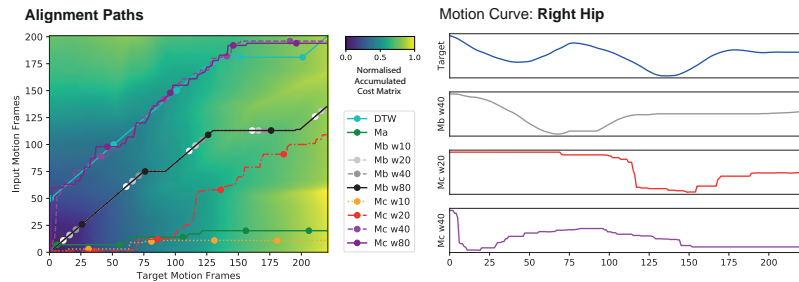 Alignment Paths
200
175
150
125
100
75
50
25
0
Input Motion Frames
0
25
50
75
100
125
150
175
200
Target Motion Frames
0.0
0.5
1.0
Normalised
Accumulated
Cost Matrix
DTW
Ma
Mb w10
Mb w20
Mb w40
Mb w80
Mc w10
Mc w20
Mc w40
Mc w80
Motion Curve: Right Hip
Target
Mb w40
Mc w20
Mc w40
0
25
50
75
100
125
150
175
200